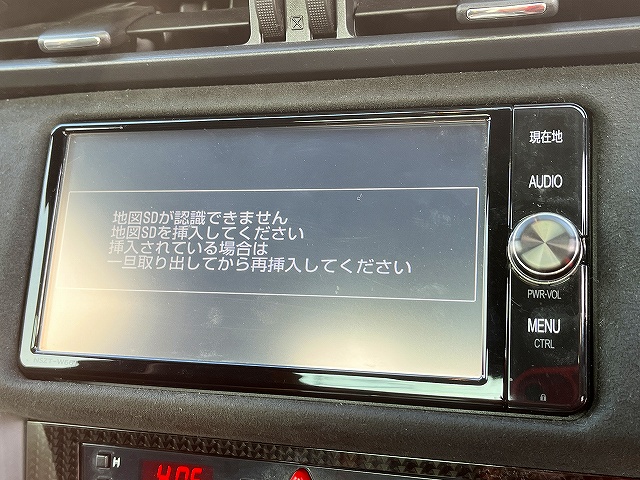 地図SDが認識できません
地図SDを挿入してください
挿入されている場合は
一旦取り出してから再挿入してください
現在地
AUDIO
PWR-VOL
MENU
CTRL
H
4:06